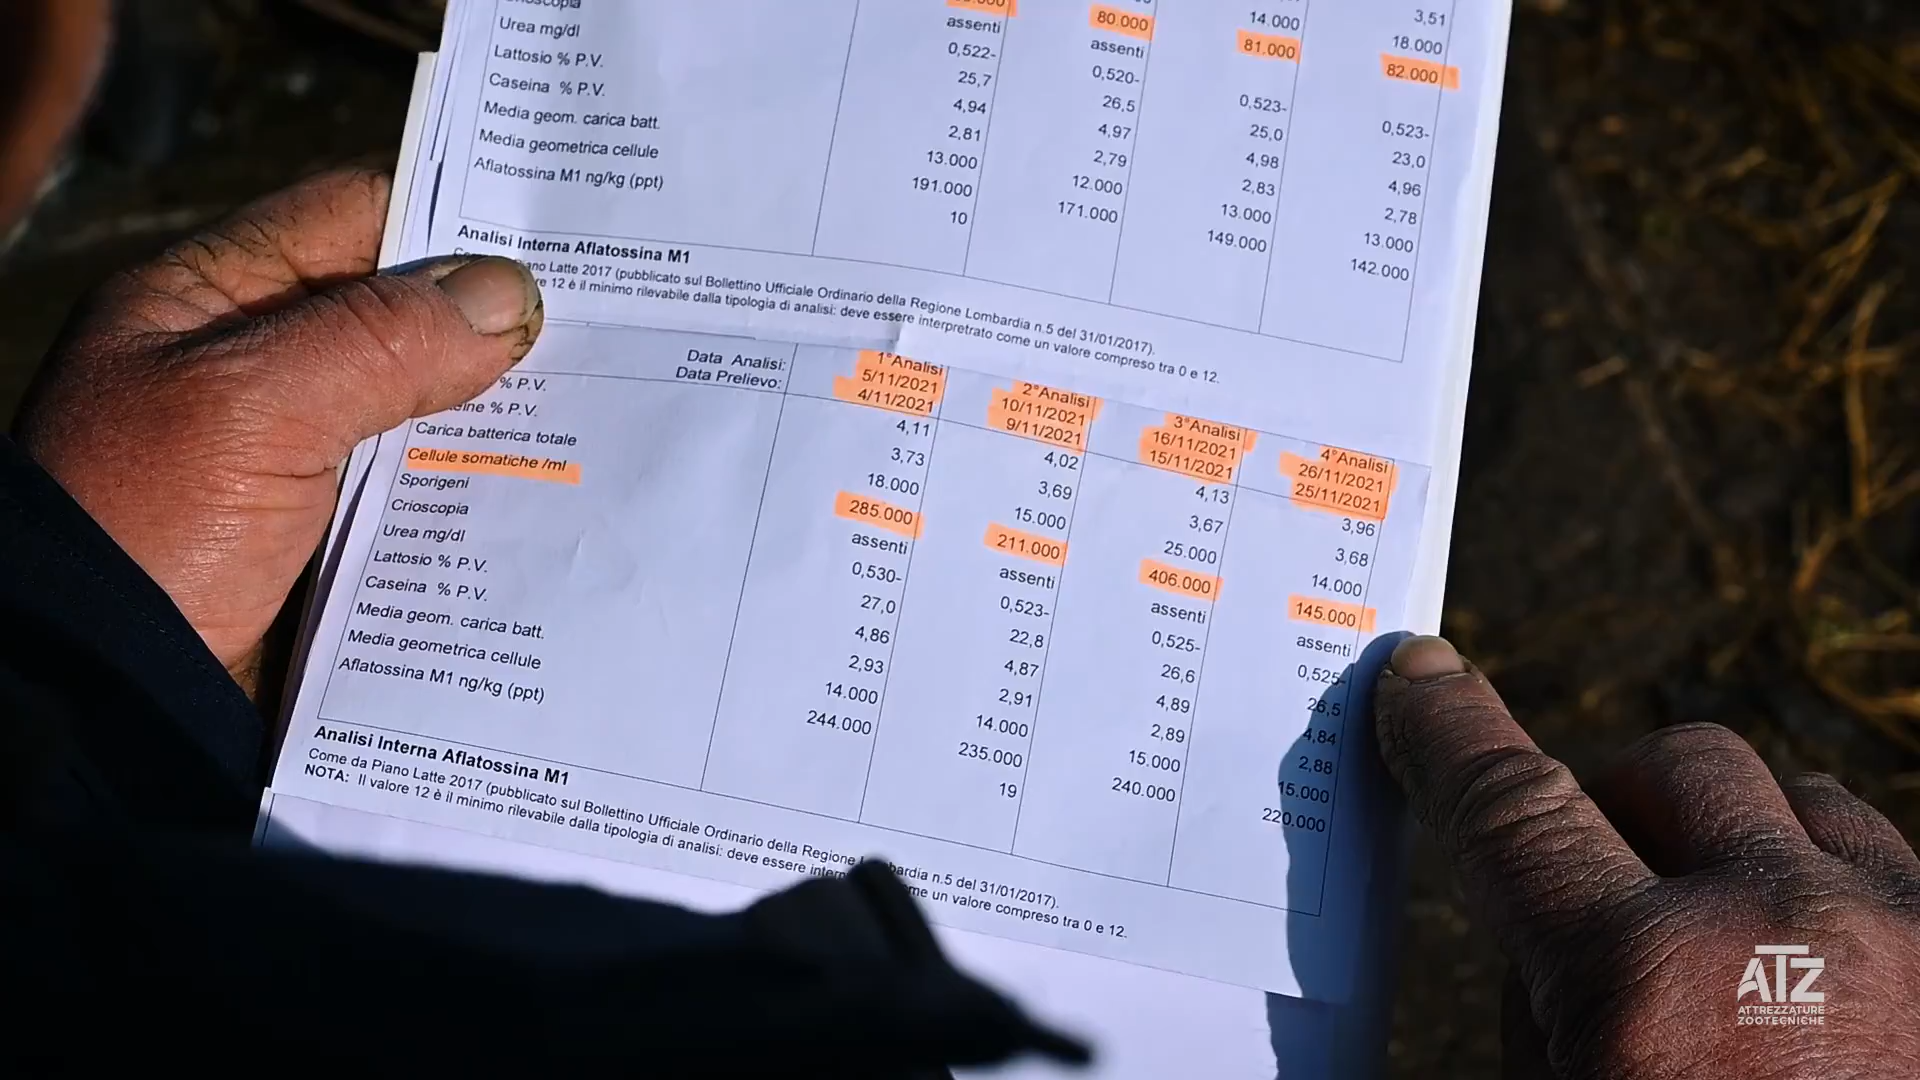 80.000 14.000 3,51
Urea mg/dl assenti assenti 81.000 18.000
Lattosio % P.V. 0,522- 0,520- 82.000
Caseina % P.V. 25,7 26,5 0,523-
Media geom. carica batt. 4,94 4,97 25,0 0,523-
Media geometrica cellule 2,81 2,79 4,98 23,0
Aflatossina M1 ng/kg (ppt) 13.000 12.000 2,83 4,96
191.000 171.000 13.000 2,78
10 149.000 13.000
142.000
Analisi Interna Aflatossina M1
Piano Latte 2017 (pubblicato sul Bollettino Ufficiale Ordinario della Regione Lombardia n.5 del 31/01/2017).
12 è il minimo rilevabile dalla tipologia di analisi: deve essere interpretrato come un valore compreso tra 0 e 12.
Data Analisi: 1°Analisi 5/11/2021 2°Analisi 10/11/2021 3°Analisi 16/11/2021 4°Analisi 26/11/2021
Data Prelievo: 4/11/2021 9/11/2021 15/11/2021 25/11/2021
% P.V. 4,11 4,02 4,13 3,96
% P.V. 3,73 3,69 3,67 3,68
Carica batterica totale 18.000 15.000 25.000 14.000
Cellule somatiche /ml 285.000 211.000 406.000 145.000
Sporigeni assenti assenti assenti assenti
Crioscopia 0,530- 0,523- 0,525- 0,525-
Urea mg/dl 27,0 22,8 26,6 26,5
Lattosio % P.V. 4,86 4,87 4,89 4,84
Caseina % P.V. 2,93 2,91 2,89 2,88
Media geom. carica batt. 14.000 14.000 15.000 15.000
Media geometrica cellule 244.000 235.000 240.000 220.000
Aflatossina M1 ng/kg (ppt) 19
Analisi Interna Aflatossina M1
Come da Piano Latte 2017 (pubblicato sul Bollettino Ufficiale Ordinario della Regione n.5 del 31/01/2017).
NOTA: Il valore 12 è il minimo rilevabile dalla tipologia di analisi: deve essere come un valore compreso tra 0 e 12.
ATZ
ATTREZZATURE
ZOOTECNICHE